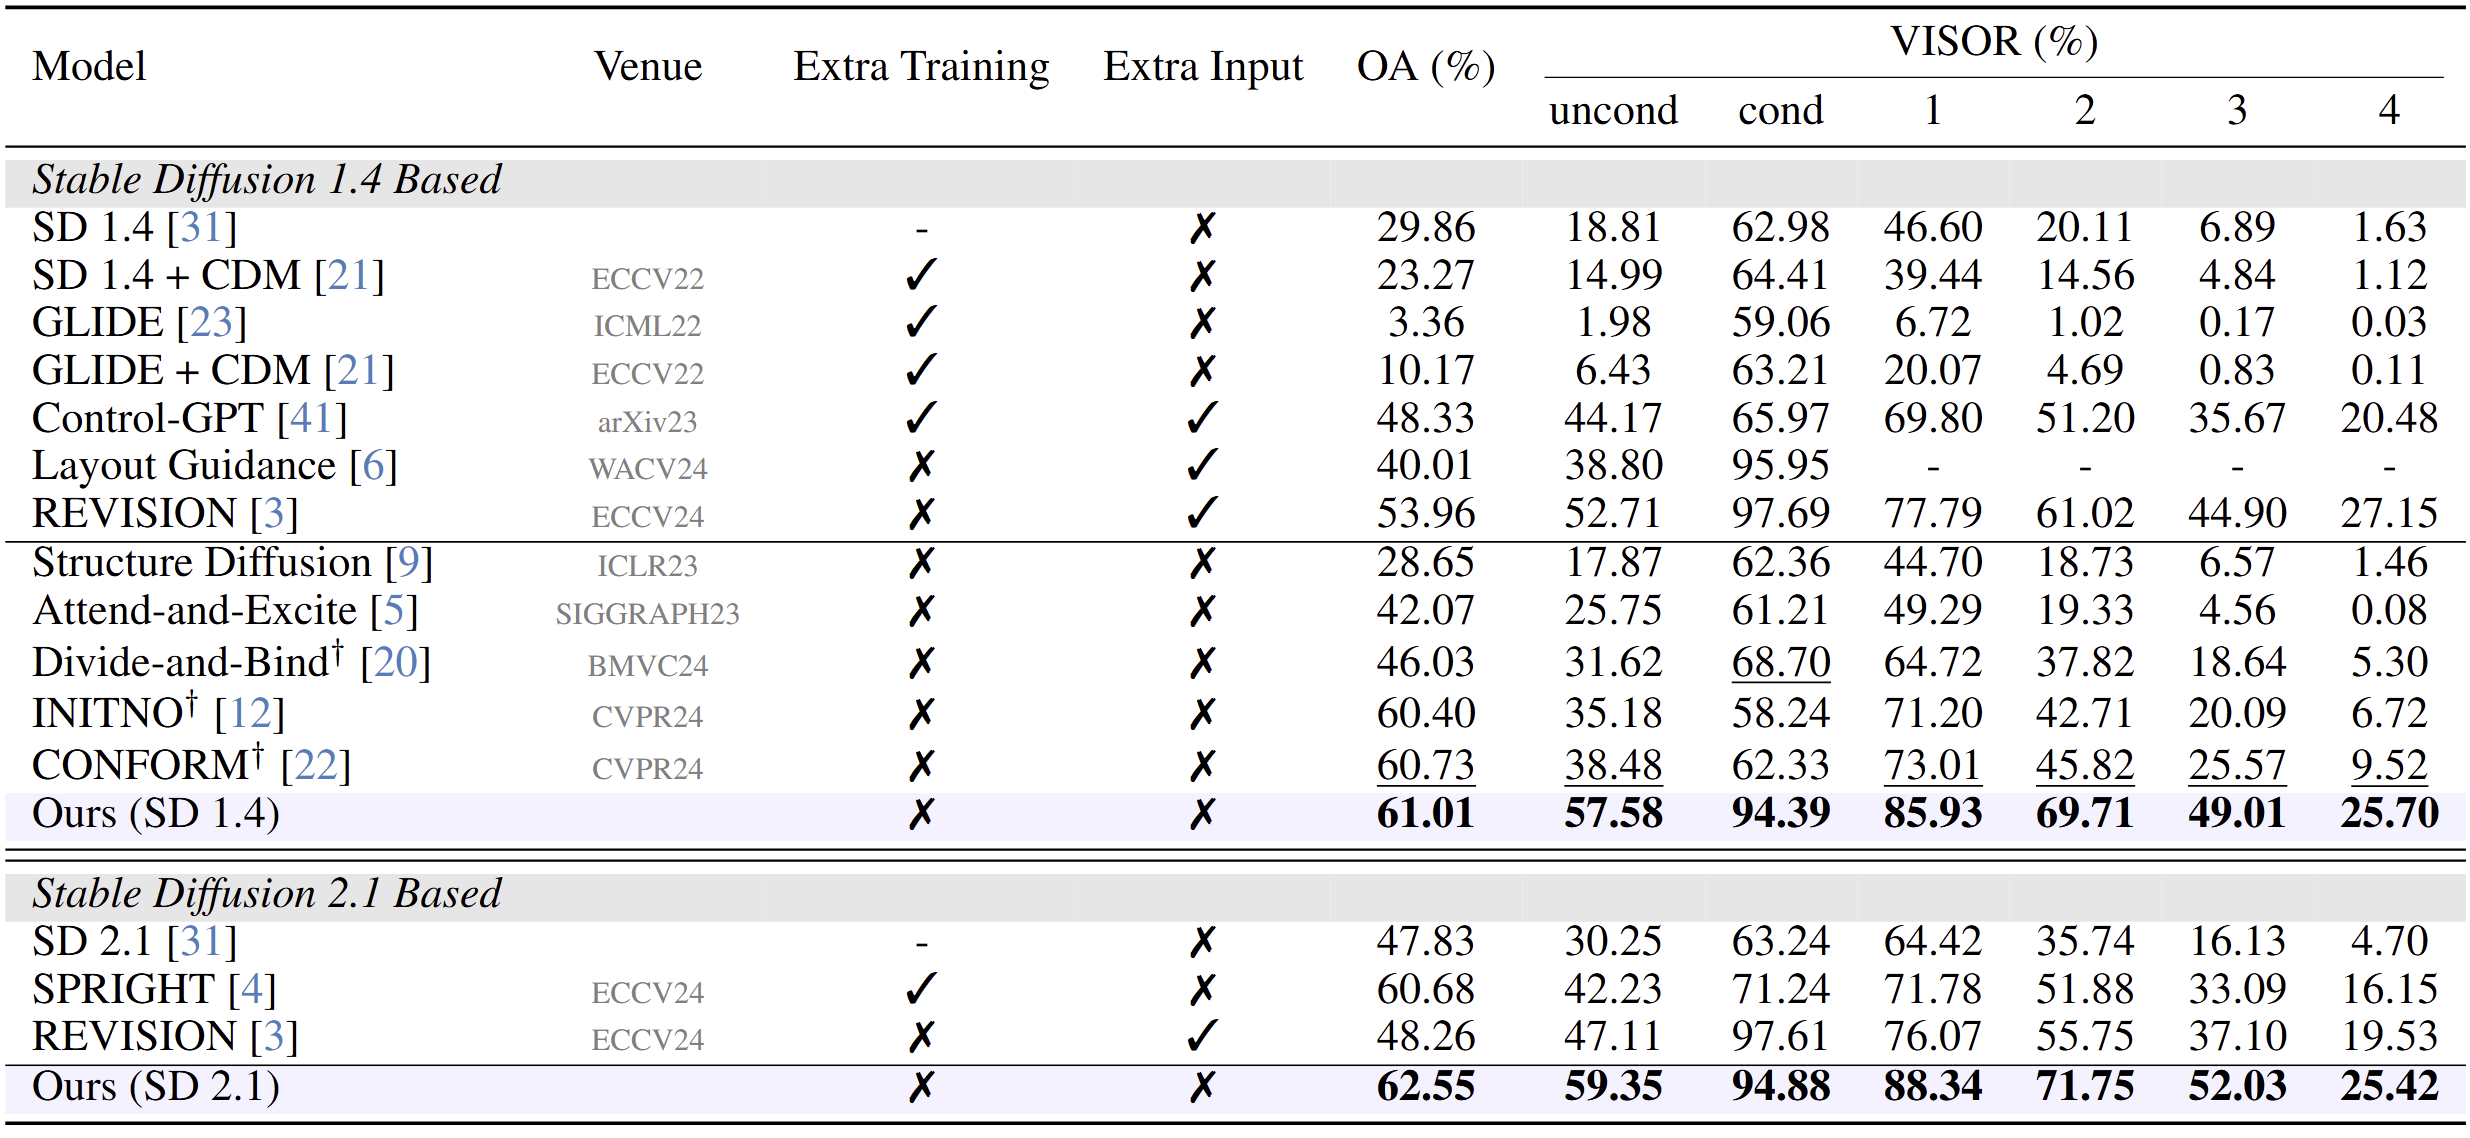 Model Venue Extra Training Extra Input OA (%) VISOR (%)
uncond cond 1 2 3 4
Stable Diffusion 1.4 Based
SD 1.4 [31] - ✗ 29.86 18.81 62.98 46.60 20.11 6.89 1.63
SD 1.4 + CDM [21] ECCV22 ✓ ✗ 23.27 14.99 64.41 39.44 14.56 4.84 1.12
GLIDE [23] ICML22 ✓ ✗ 3.36 1.98 59.06 6.72 1.02 0.17 0.03
GLIDE + CDM [21] ECCV22 ✓ ✗ 10.17 6.43 63.21 20.07 4.69 0.83 0.11
Control-GPT [41] arXiv23 ✓ ✓ 48.33 44.17 65.97 69.80 51.20 35.67 20.48
Layout Guidance [6] WACV24 ✗ ✓ 40.01 38.80 95.95 - - - -
REVISION [3] ECCV24 ✗ ✓ 53.96 52.71 97.69 77.79 61.02 44.90 27.15
Structure Diffusion [9] ICLR23 ✗ ✗ 28.65 17.87 62.36 44.70 18.73 6.57 1.46
Attend-and-Excite [5] SIGGRAPH23 ✗ ✗ 42.07 25.75 61.21 49.29 19.33 4.56 0.08
Divide-and-Bind† [20] BMVC24 ✗ ✗ 46.03 31.62 68.70 64.72 37.82 18.64 5.30
INITNO† [12] CVPR24 ✗ ✗ 60.40 35.18 58.24 71.20 42.71 20.09 6.72
CONFORM† [22] CVPR24 ✗ ✗ 60.73 38.48 62.33 73.01 45.82 25.57 9.52
Ours (SD 1.4) ✗ ✗ 61.01 57.58 94.39 85.93 69.71 49.01 25.70
Stable Diffusion 2.1 Based
SD 2.1 [31] - ✗ 47.83 30.25 63.24 64.42 35.74 16.13 4.70
SPRIGHT [4] ECCV24 ✓ ✗ 60.68 42.23 71.24 71.78 51.88 33.09 16.15
REVISION [3] ECCV24 ✗ ✓ 48.26 47.11 97.61 76.07 55.75 37.10 19.53
Ours (SD 2.1) ✗ ✗ 62.55 59.35 94.88 88.34 71.75 52.03 25.42